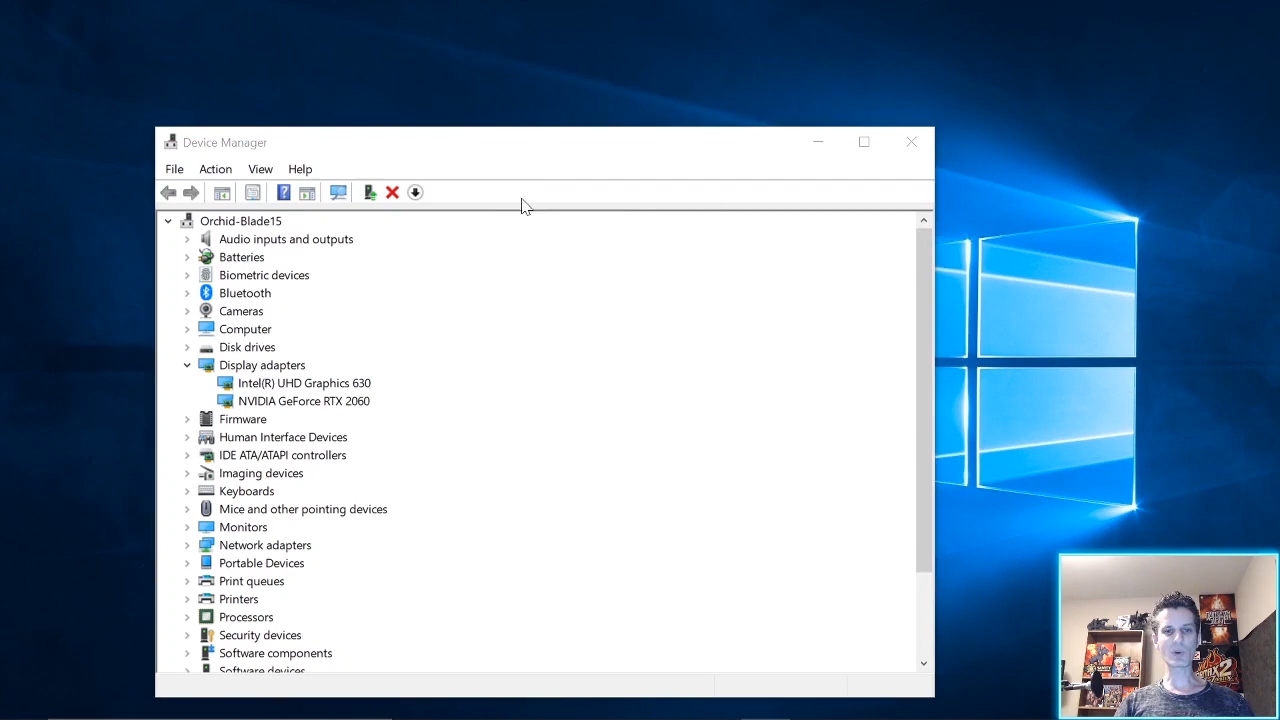 Device Manager
File Action View Help
Orchid-Blade15
Audio inputs and outputs
Batteries
Biometric devices
Bluetooth
Cameras
Computer
Disk drives
Display adapters
Intel(R) UHD Graphics 630
NVIDIA GeForce RTX 2060
Firmware
Human Interface Devices
IDE ATA/ATAPI controllers
Imaging devices
Keyboards
Mice and other pointing devices
Monitors
Network adapters
Portable Devices
Print queues
Printers
Processors
Security devices
Software components
Software devices